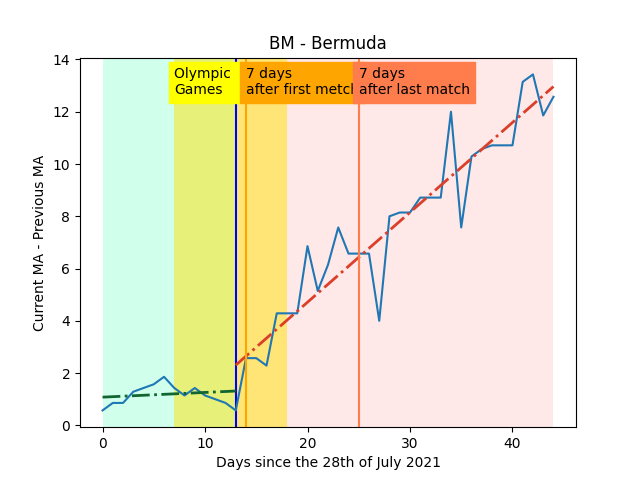 BM - Bermuda
Olympic
Games
7 days
after first metch
7 days
after last match
Current MA - Previous MA
14
12
10
8
6
4
2
0
0
10
20
30
40
Days since the 28th of July 2021